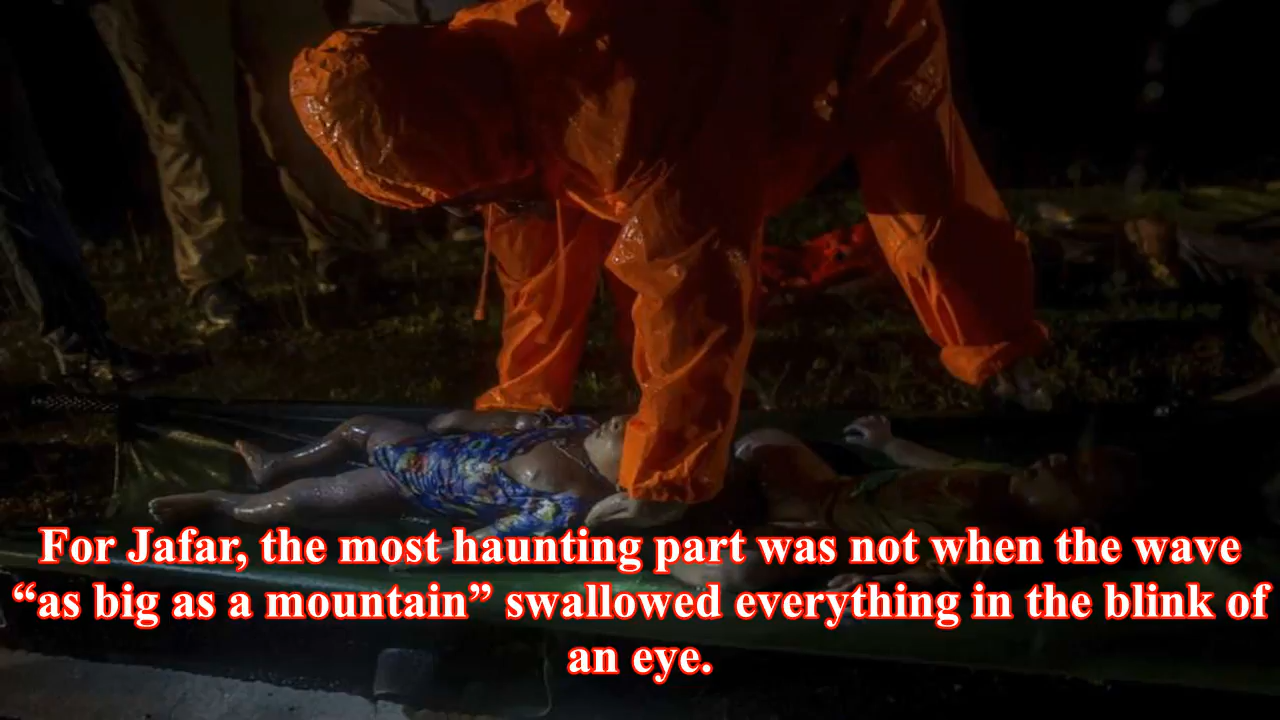 For Jafar, the most haunting part was not when the wave
“as big as a mountain” swallowed everything in the blink of
an eye.